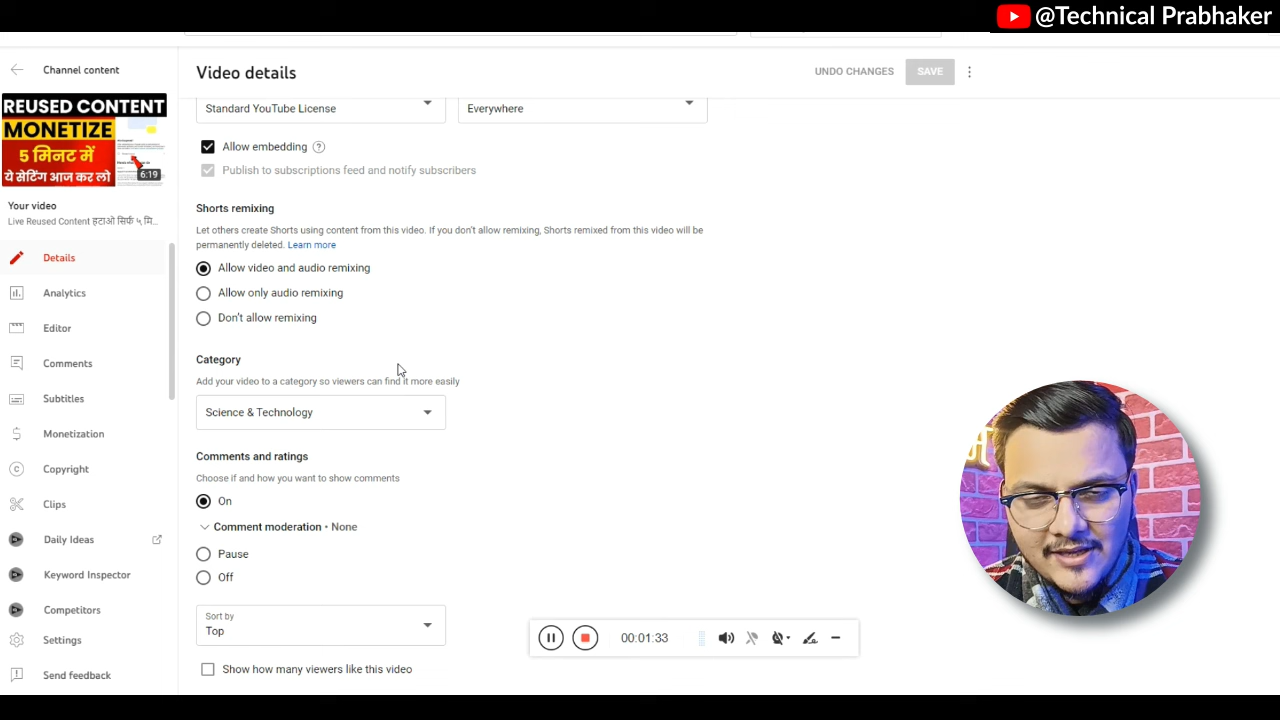 @Technical Prabhaker
Channel content
Video details
UNDO CHANGES
SAVE
REUSED CONTENT
MONETIZE
5 मिनट में
ये सेटिंग आज कर लो
6:19
Your video
Live Reused Content हटाओ सिर्फ ५ मि...
Details
Analytics
Editor
Comments
Subtitles
Monetization
Copyright
Clips
Daily Ideas
Keyword Inspector
Competitors
Settings
Send feedback
Standard YouTube License
Everywhere
Allow embedding ?
Publish to subscriptions feed and notify subscribers
Shorts remixing
Let others create Shorts using content from this video. If you don't allow remixing, Shorts remixed from this video will be
permanently deleted. Learn more
Allow video and audio remixing
Allow only audio remixing
Don't allow remixing
Category
Add your video to a category so viewers can find it more easily
Science & Technology
Comments and ratings
Choose if and how you want to show comments
On
Comment moderation • None
Pause
Off
Sort by
Top
Show how many viewers like this video
00:01:33